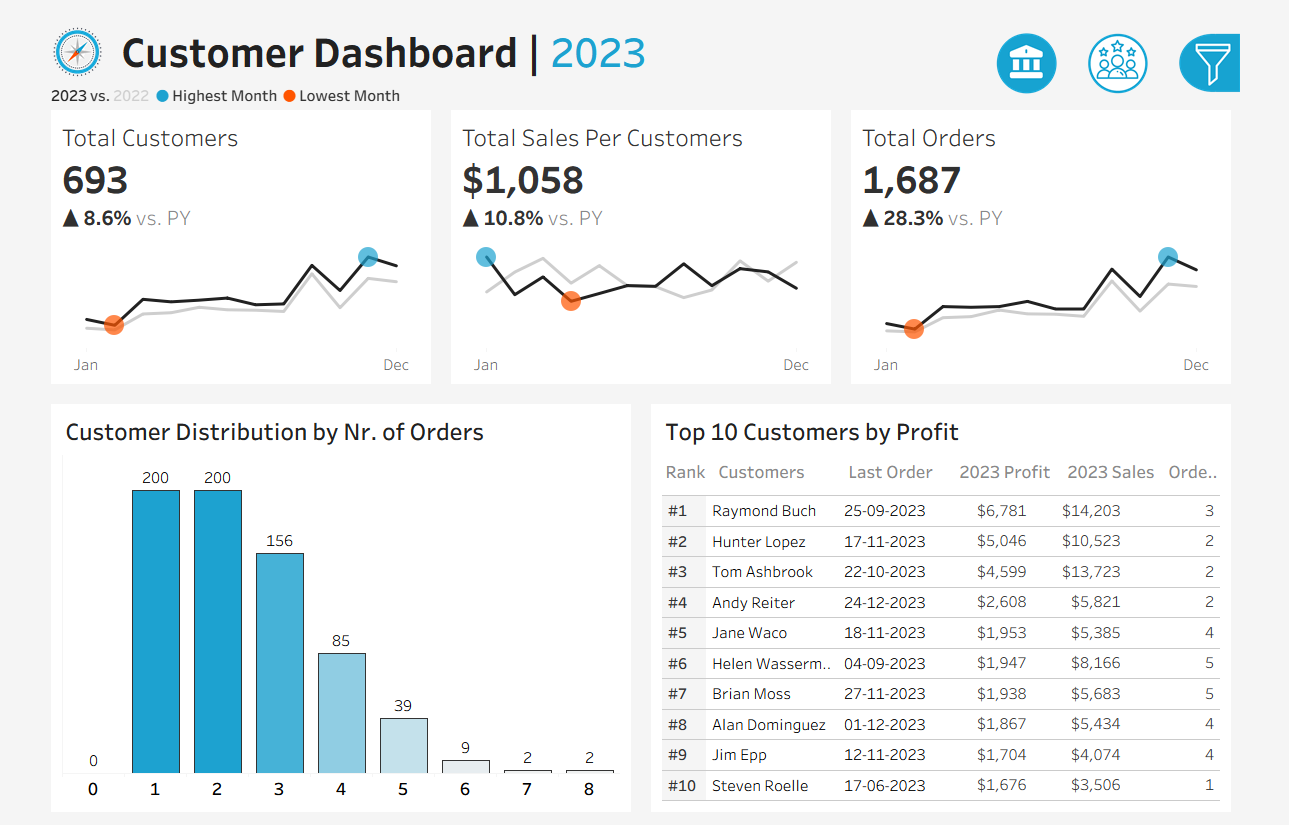 Customer Dashboard | 2023
2023 vs. 2022 Highest Month Lowest Month
Total Customers
693
▲ 8.6% vs. PY
Jan Dec
Total Sales Per Customers
$1,058
▲ 10.8% vs. PY
Jan Dec
Total Orders
1,687
▲ 28.3% vs. PY
Jan Dec
Customer Distribution by Nr. of Orders
0 200 200 156 85 39 9 2 2
0 1 2 3 4 5 6 7 8
Top 10 Customers by Profit
Rank Customers Last Order 2023 Profit 2023 Sales Orde..
#1 Raymond Buch 25-09-2023 $6,781 $14,203 3
#2 Hunter Lopez 17-11-2023 $5,046 $10,523 2
#3 Tom Ashbrook 22-10-2023 $4,599 $13,723 2
#4 Andy Reiter 24-12-2023 $2,608 $5,821 2
#5 Jane Waco 18-11-2023 $1,953 $5,385 4
#6 Helen Wasserm.. 04-09-2023 $1,947 $8,166 5
#7 Brian Moss 27-11-2023 $1,938 $5,683 5
#8 Alan Dominguez 01-12-2023 $1,867 $5,434 4
#9 Jim Epp 12-11-2023 $1,704 $4,074 4
#10 Steven Roelle 17-06-2023 $1,676 $3,506 1